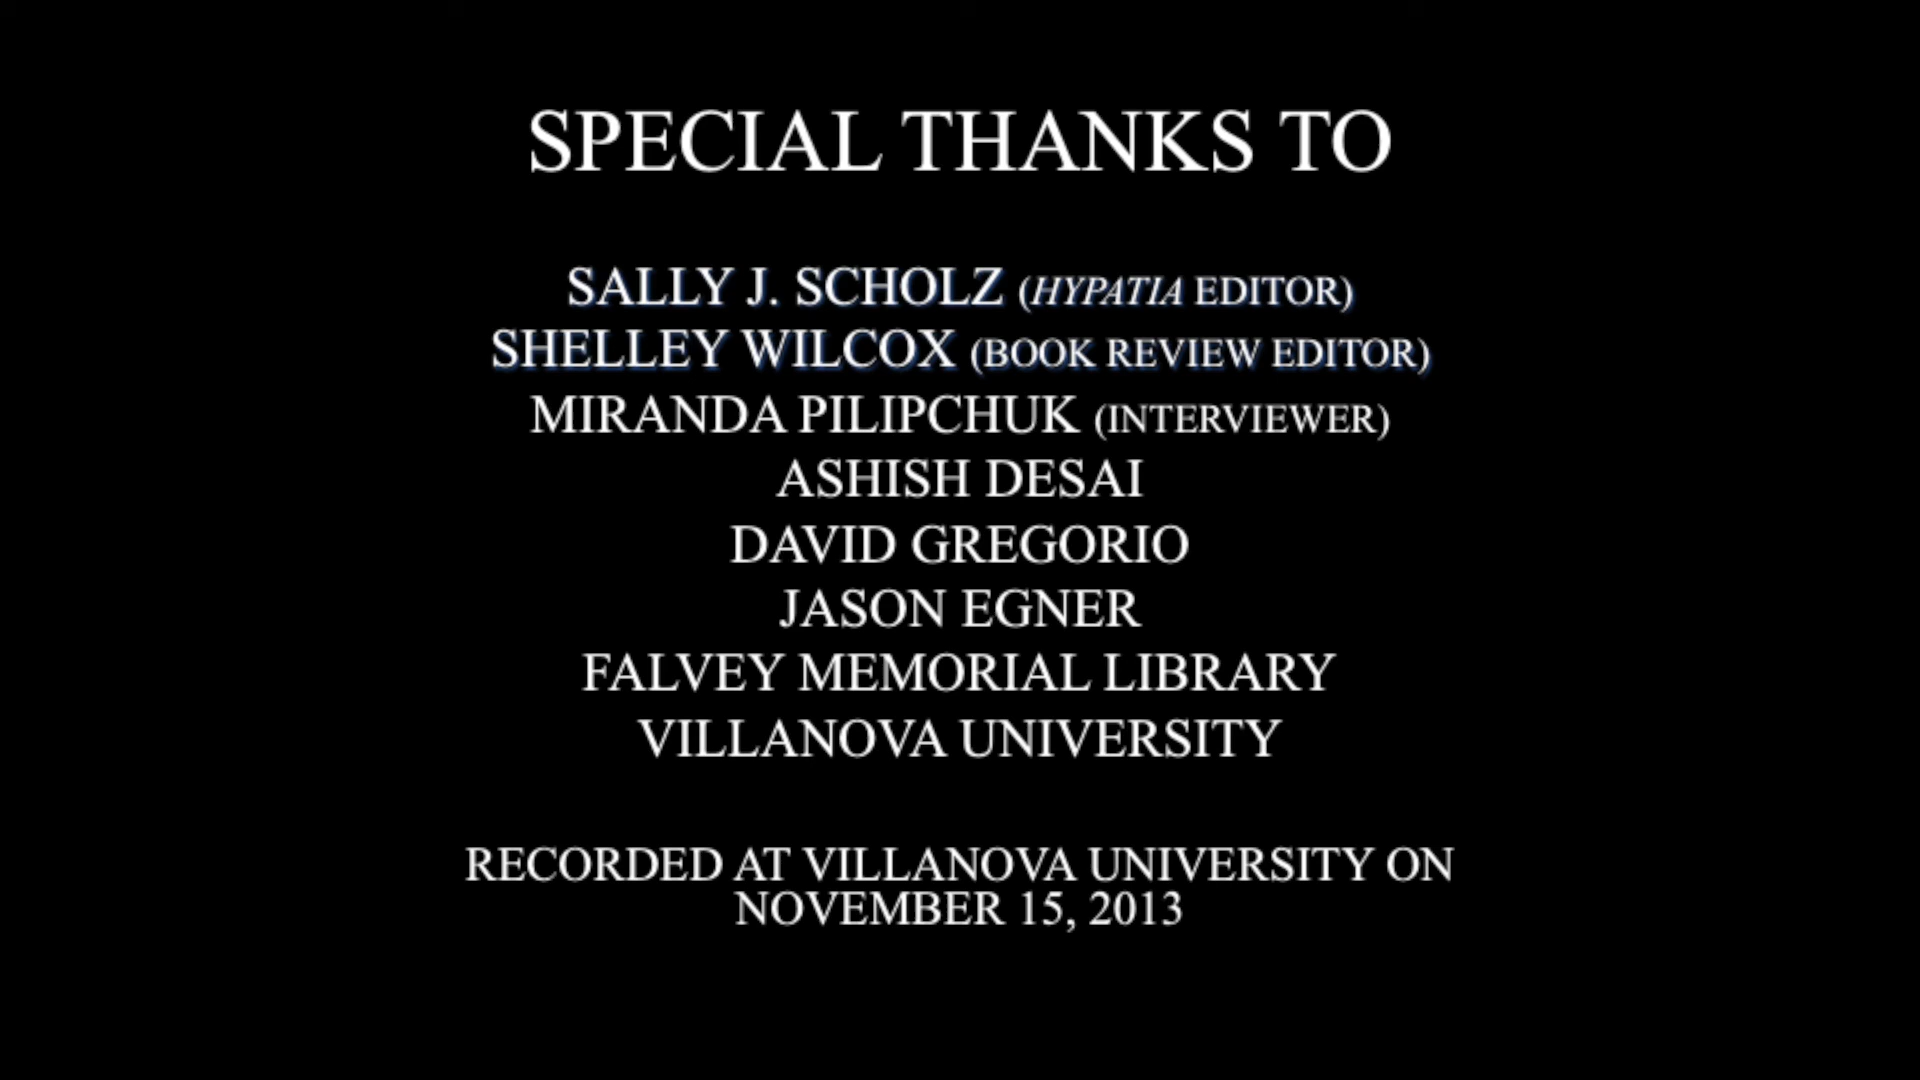 SPECIAL THANKS TO
SALLY J. SCHOLZ (HYPATIA EDITOR)
SHELLEY WILCOX (BOOK REVIEW EDITOR)
MIRANDA PILIPCHUK (INTERVIEWER)
ASHISH DESAI
DAVID GREGORIO
JASON EGNER
FALVEY MEMORIAL LIBRARY
VILLANOVA UNIVERSITY
RECORDED AT VILLANOVA UNIVERSITY ON
NOVEMBER 15, 2013